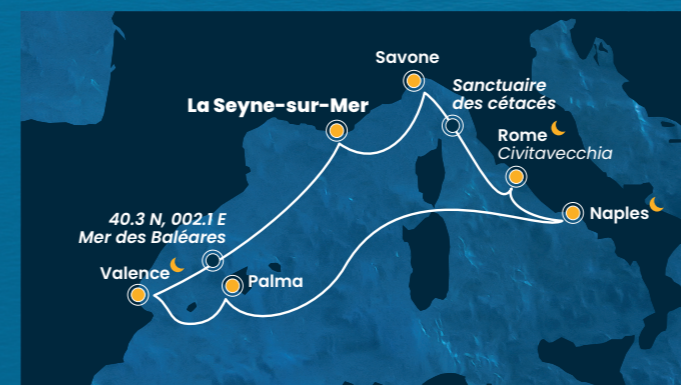 Savone
Sanctuaire
des cétacés
La Seyne-sur-Mer
Rome
Civitavecchia
Naples
40.3 N, 002.1 E
Mer des Baléares
Valence
Palma